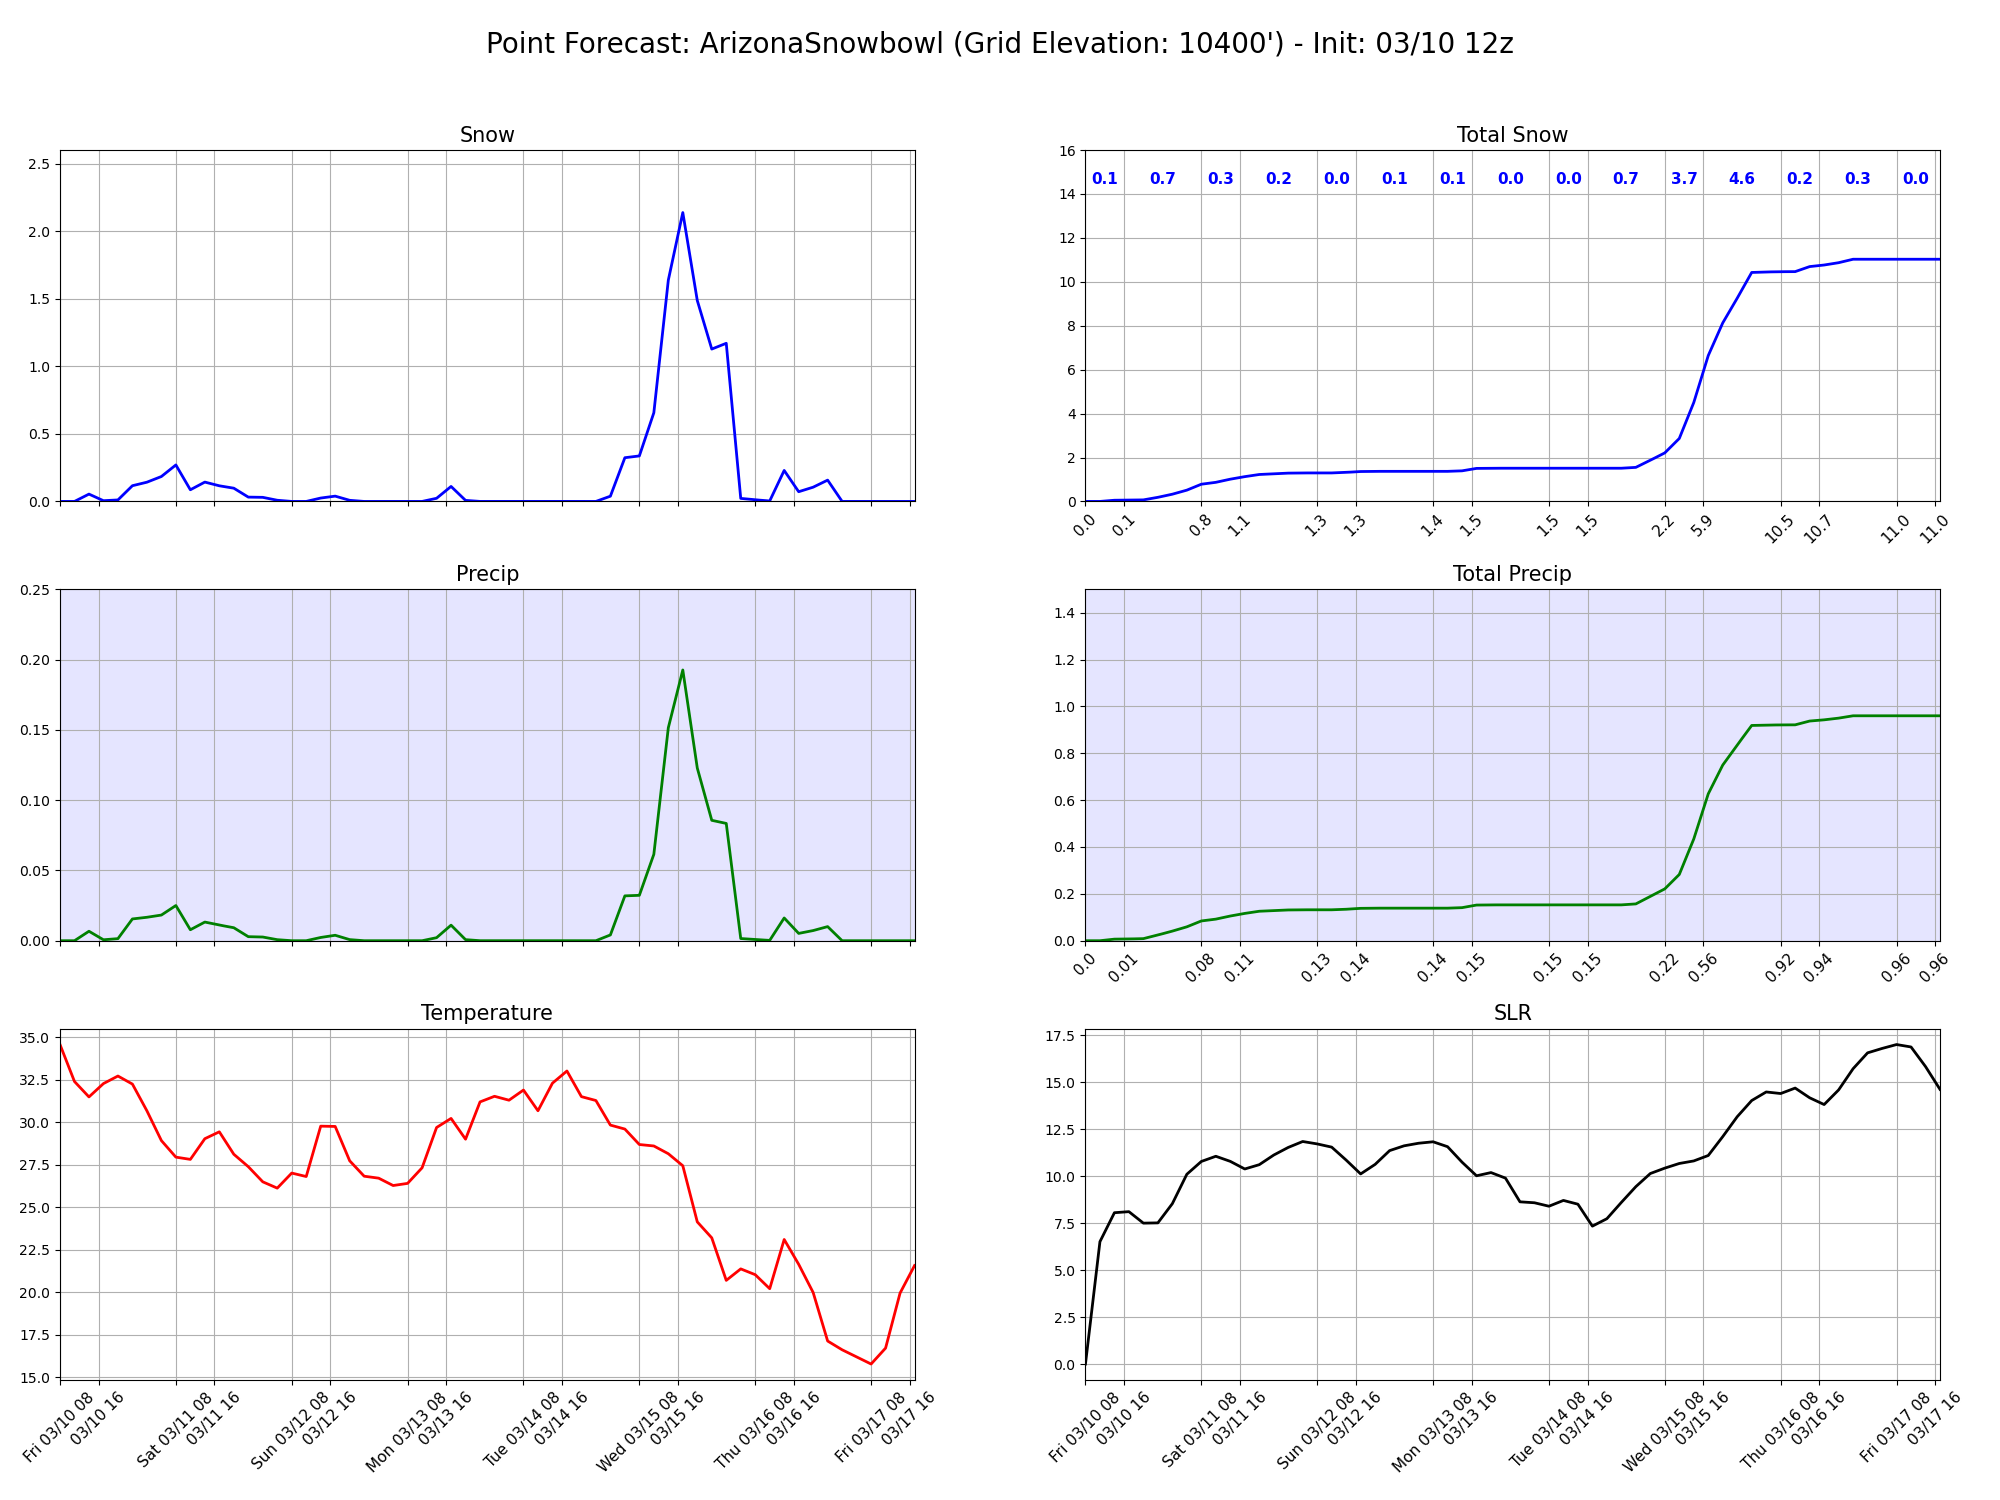 Point Forecast: ArizonaSnowbowl (Grid Elevation: 10400') - Init: 03/10 12z
Snow
2.5
2.0
1.5
1.0
0.5
0.0
Total Snow
16
14
12
10
8
6
4
2
0
0.1 0.7 0.3 0.2 0.0 0.1 0.1 0.0 0.0 0.7 3.7 4.6 0.2 0.3 0.0
0.0 0.1 0.8 1.1 1.3 1.3 1.4 1.5 1.5 1.5 2.2 5.9 10.5 10.7 11.0 11.0
Precip
0.25
0.20
0.15
0.10
0.05
0.00
Total Precip
1.4
1.2
1.0
0.8
0.6
0.4
0.2
0.0
0.0 0.01 0.08 0.11 0.13 0.14 0.14 0.15 0.15 0.15 0.22 0.56 0.92 0.94 0.96 0.96
Temperature
35.0
32.5
30.0
27.5
25.0
22.5
20.0
17.5
15.0
Fri 03/10 08
03/10 16
Sat 03/11 08
03/11 16
Sun 03/12 08
03/12 16
Mon 03/13 08
03/13 16
Tue 03/14 08
03/14 16
Wed 03/15 08
03/15 16
Thu 03/16 08
03/16 16
Fri 03/17 08
03/17 16
SLR
17.5
15.0
12.5
10.0
7.5
5.0
2.5
0.0
Fri 03/10 08
03/10 16
Sat 03/11 08
03/11 16
Sun 03/12 08
03/12 16
Mon 03/13 08
03/13 16
Tue 03/14 08
03/14 16
Wed 03/15 08
03/15 16
Thu 03/16 08
03/16 16
Fri 03/17 08
03/17 16